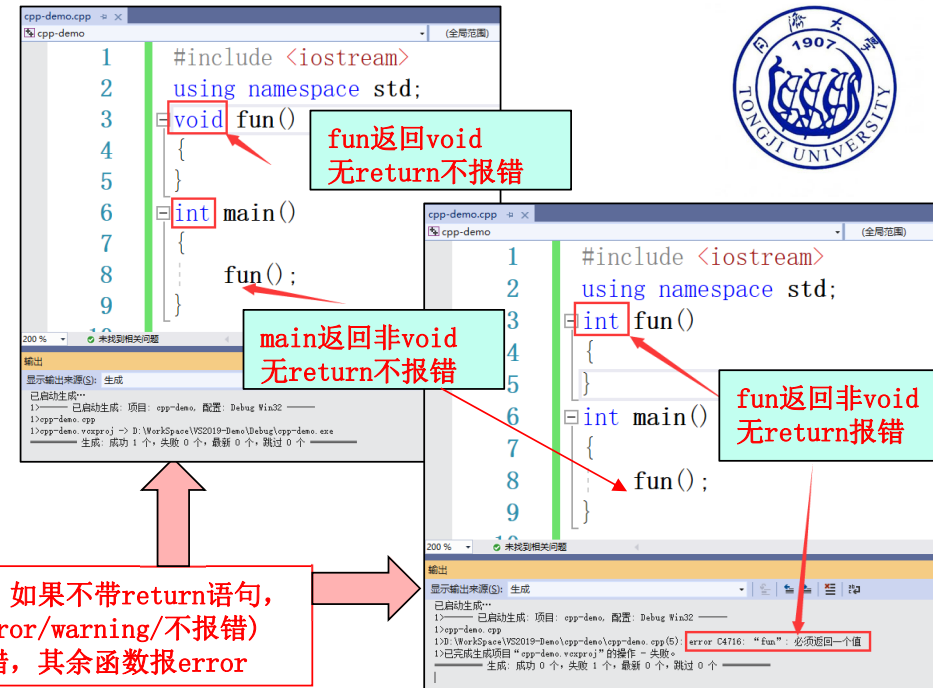 cpp-demo.cpp
cpp-demo
(全局范围)
1 #include <iostream>
2 using namespace std;
3 void fun()
4 {
5 }
6 int main()
7 {
8 fun();
9 }
200 %
未找到相关问题
输出
显示输出来源(S): 生成
已启动生成…
1>—— 已启动生成: 项目: cpp-demo, 配置: Debug Win32 ——
1>cpp-demo.cpp
1>cpp-demo.vcxproj -> D:\WorkSpace\VS2019-Demo\Debug\cpp-demo.exe
═════ 生成: 成功 1 个，失败 0 个，最新 0 个，跳过 0 个 ═════
fun返回void
无return不报错
main返回非void
无return不报错
同济大学
1907
TONGJI UNIVERSITY
cpp-demo.cpp
cpp-demo
(全局范围)
1 #include <iostream>
2 using namespace std;
3 int fun()
4 {
5 }
6 int main()
7 {
8 fun();
9 }
200 %
未找到相关问题
输出
显示输出来源(S): 生成
已启动生成…
1>—— 已启动生成: 项目: cpp-demo, 配置: Debug Win32 ——
1>cpp-demo.cpp
1>D:\WorkSpace\VS2019-Demo\cpp-demo\cpp-demo.cpp(5): error C4716: “fun”: 必须返回一个值
1>已完成生成项目“cpp-demo.vcxproj”的操作 - 失败。
═════ 生成: 成功 0 个，失败 1 个，最新 0 个，跳过 0 个 ═════
fun返回非void
无return报错
如果不带return语句，
ror/warning/不报错)
错，其余函数报error